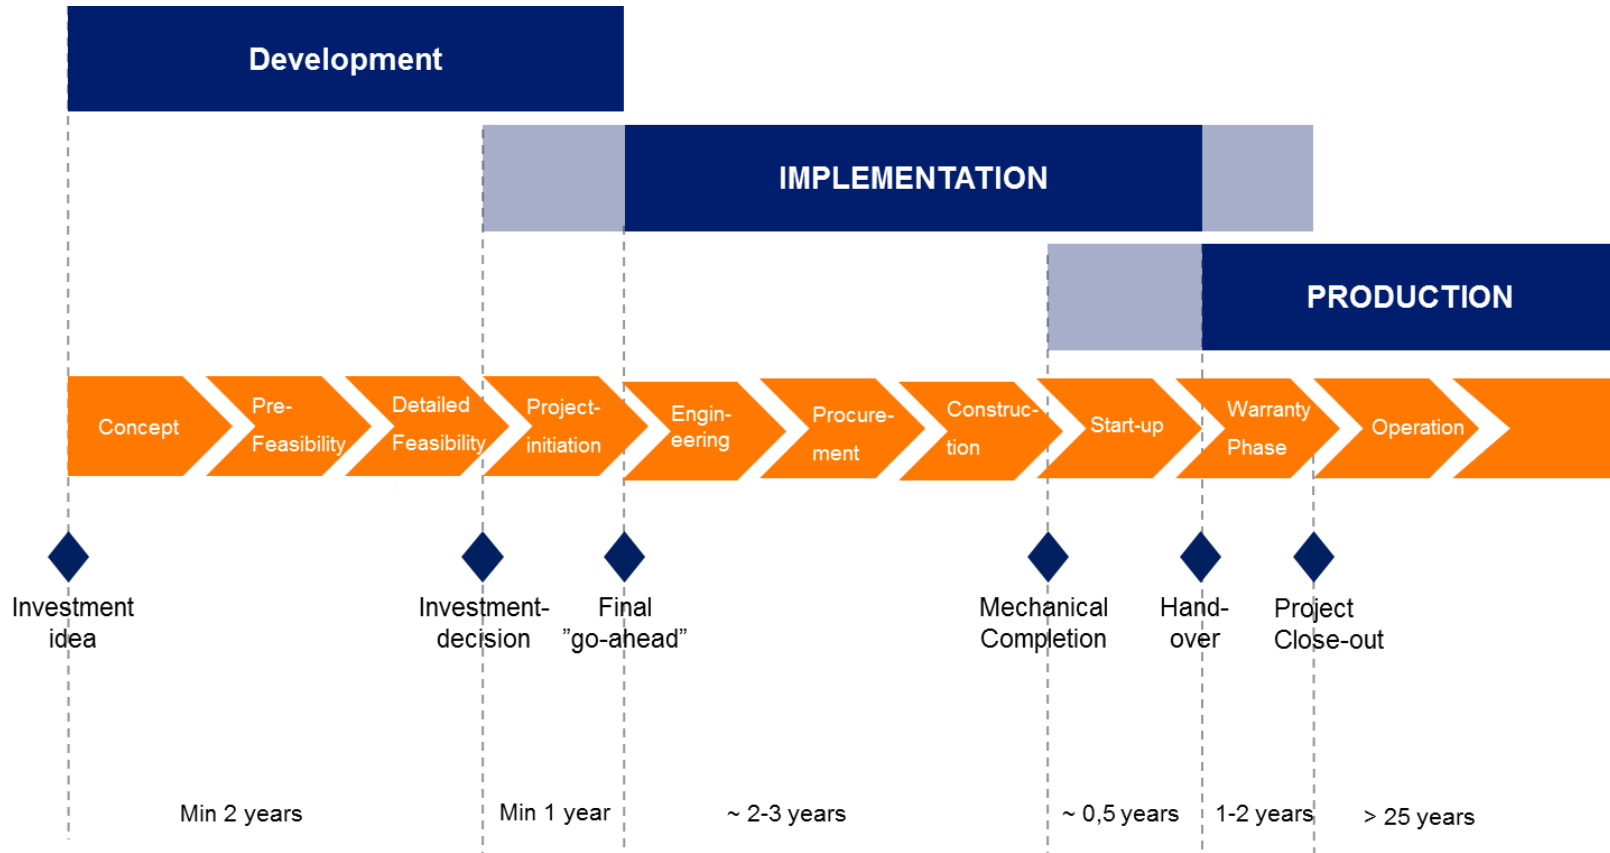 Development
IMPLEMENTATION
PRODUCTION
Concept
Pre-
Feasibility
Detailed
Feasibility
Project-
initiation
Engin-
eering
Procure-
ment
Construc-
tion
Start-up
Warranty
Phase
Operation
Investment
idea
Investment-
decision
Final
”go-ahead”
Mechanical
Completion
Hand-
over
Project
Close-out
Min 2 years
Min 1 year
~ 2-3 years
~ 0,5 years
1-2 years
> 25 years